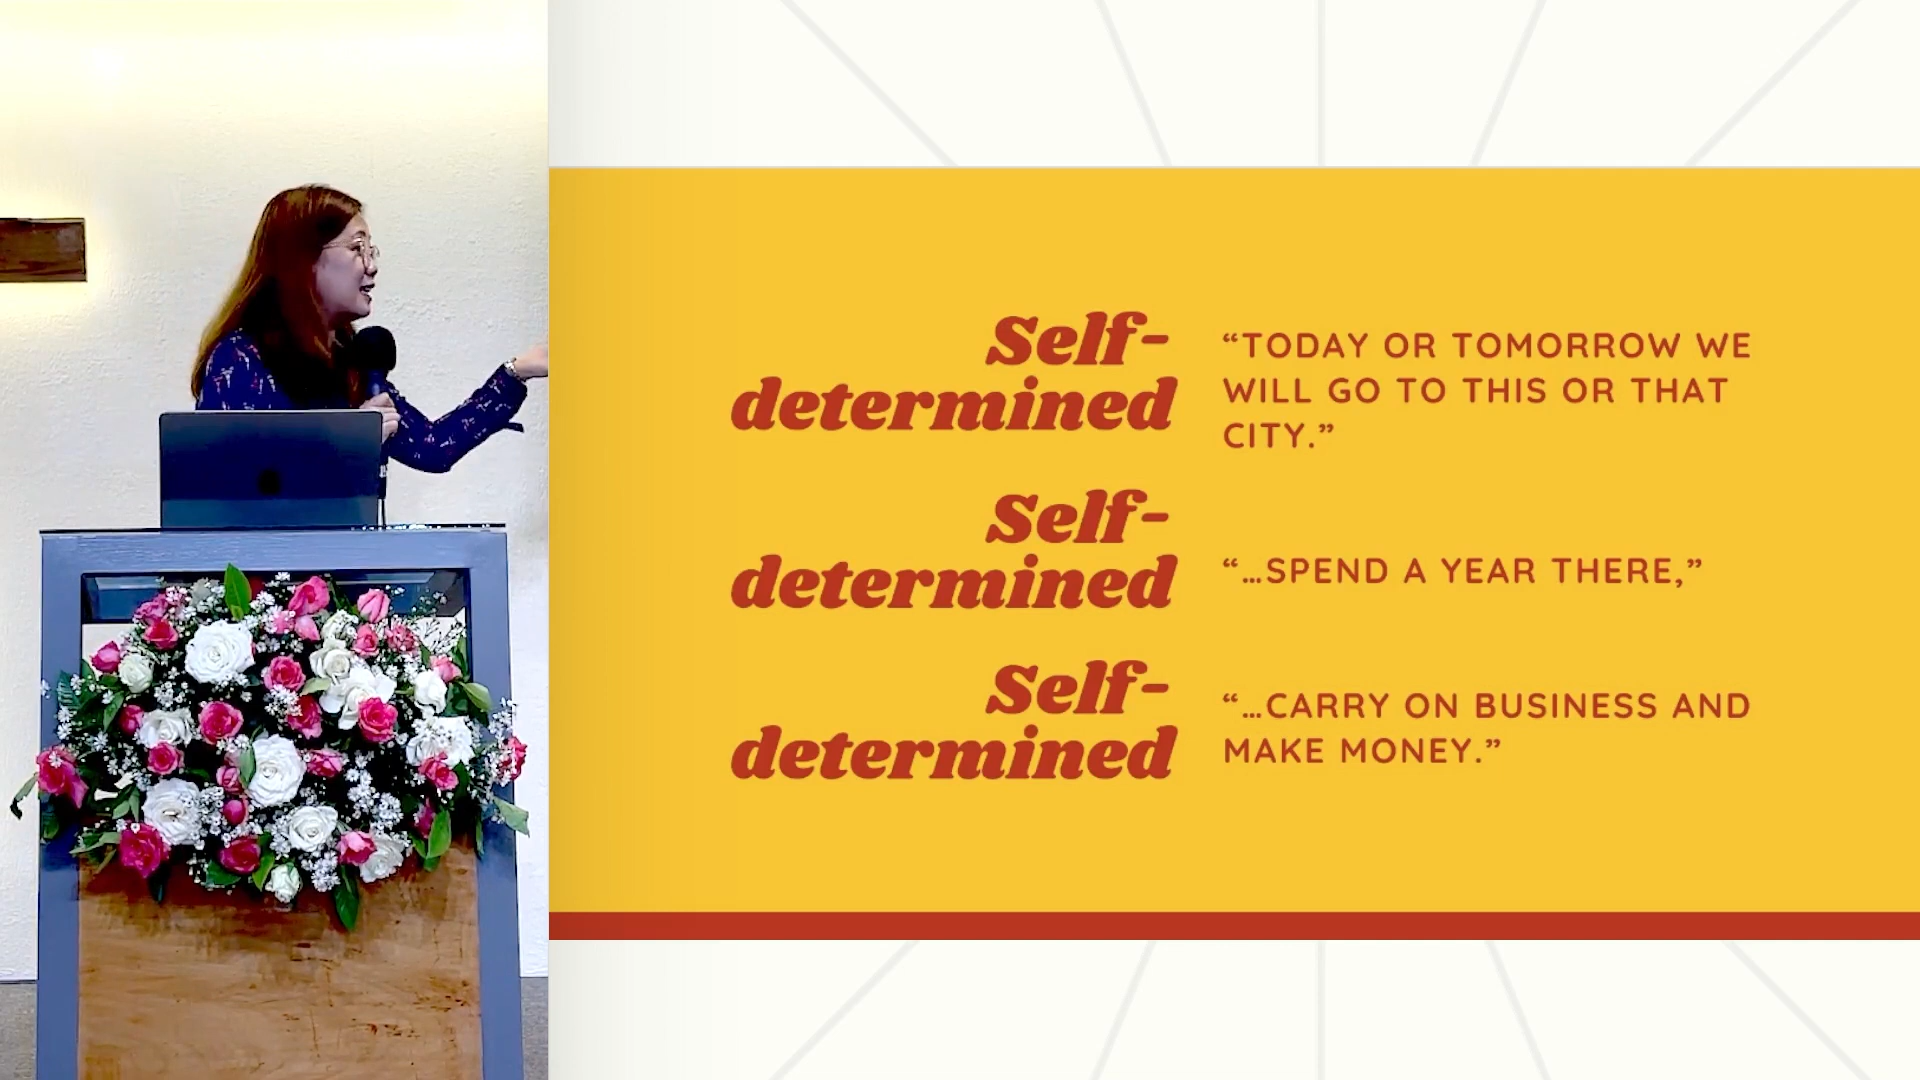 Self-
determined
“TODAY OR TOMORROW WE
WILL GO TO THIS OR THAT
CITY.”
Self-
determined
“…SPEND A YEAR THERE,”
Self-
determined
“…CARRY ON BUSINESS AND
MAKE MONEY.”